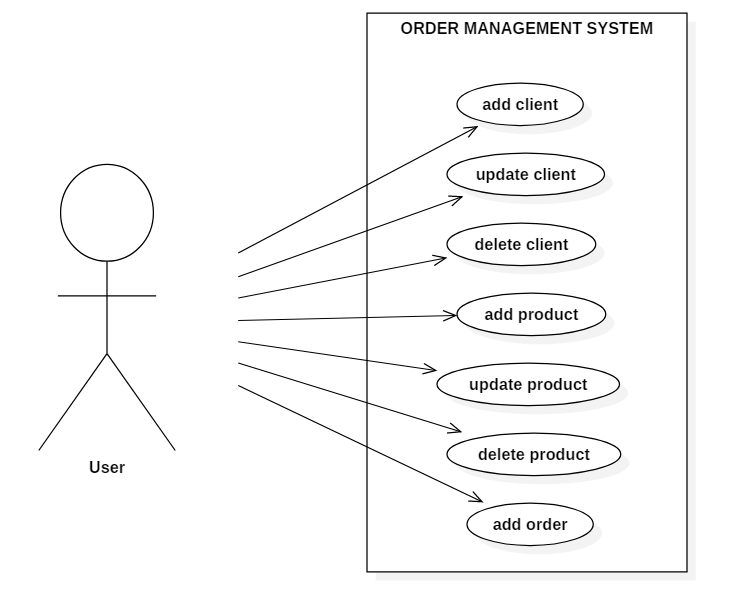 ORDER MANAGEMENT SYSTEM
add client
update client
delete client
add product
update product
delete product
add order
User